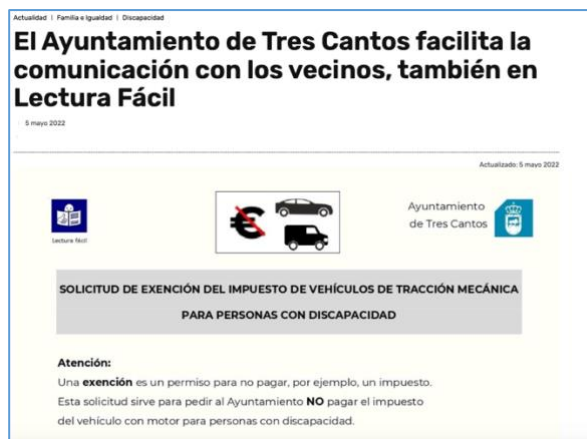 Actualidad | Familia e Igualdad | Discapacidad
El Ayuntamiento de Tres Cantos facilita la
comunicación con los vecinos, también en
Lectura Fácil
5 mayo 2022
Actualizado: 5 mayo 2022
Lectura fácil
€
Ayuntamiento
de Tres Cantos
SOLICITUD DE EXENCIÓN DEL IMPUESTO DE VEHÍCULOS DE TRACCIÓN MECÁNICA
PARA PERSONAS CON DISCAPACIDAD
Atención:
Una exención es un permiso para no pagar, por ejemplo, un impuesto.
Esta solicitud sirve para pedir al Ayuntamiento NO pagar el impuesto
del vehículo con motor para personas con discapacidad.